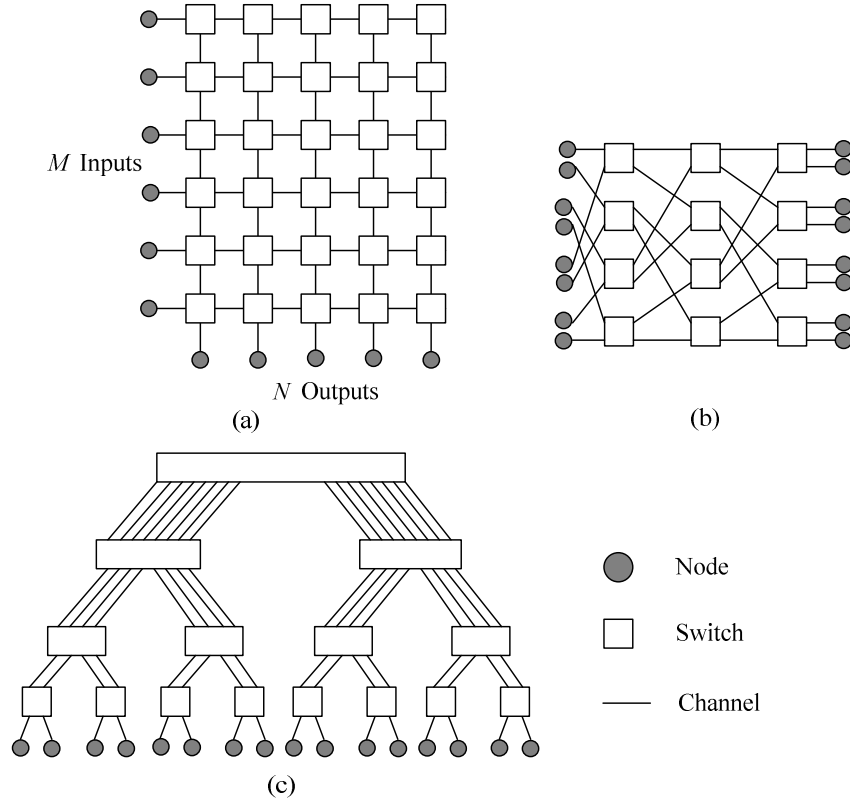 M Inputs
N Outputs
(a)
(b)
Node
Switch
Channel
(c)